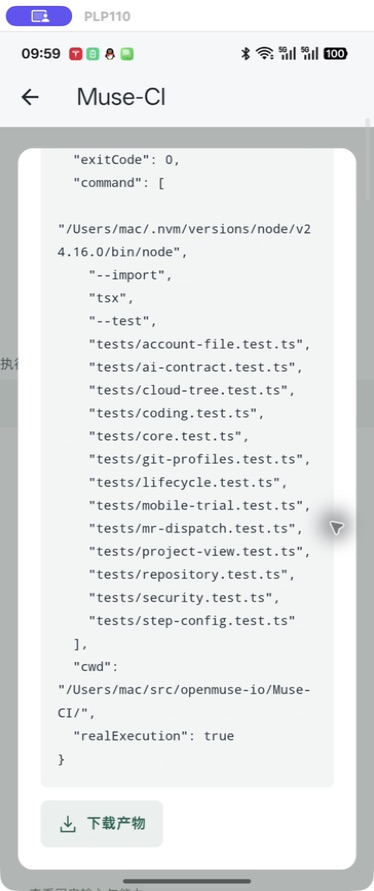 PLP110
09:59
5G 5G 100
Muse-CI
"exitCode": 0,
"command": [
"/Users/mac/.nvm/versions/node/v2
4.16.0/bin/node",
"--import",
"tsx",
"--test",
"tests/account-file.test.ts",
"tests/ai-contract.test.ts",
"tests/cloud-tree.test.ts",
"tests/coding.test.ts",
"tests/core.test.ts",
"tests/git-profiles.test.ts",
"tests/lifecycle.test.ts",
"tests/mobile-trial.test.ts",
"tests/mr-dispatch.test.ts",
"tests/project-view.test.ts",
"tests/repository.test.ts",
"tests/security.test.ts",
"tests/step-config.test.ts"
],
"cwd":
"/Users/mac/src/openmuse-io/Muse-
CI/",
"realExecution": true
}
下载产物